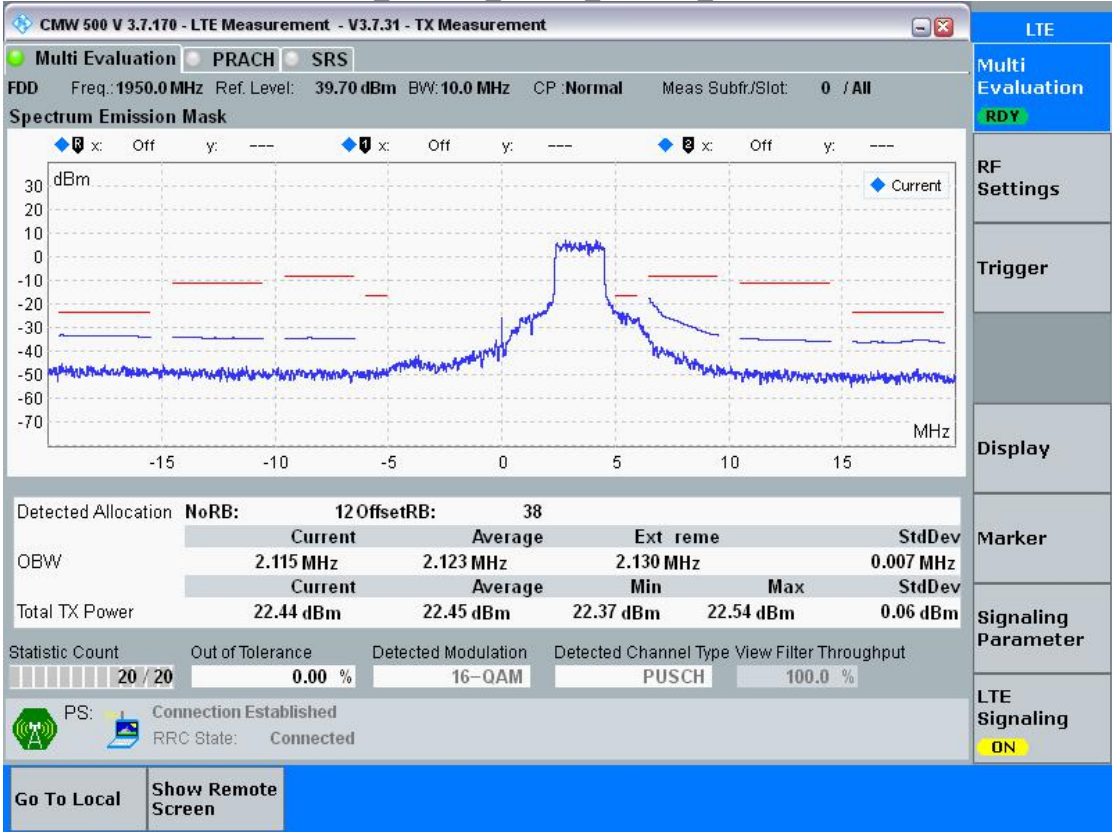 CMW 500 V 3.7.170 - LTE Measurement - V3.7.31 - TX Measurement
LTE
Multi Evaluation PRACH SRS
FDD Freq.: 1950.0 MHz Ref. Level: 39.70 dBm BW: 10.0 MHz CP :Normal Meas Subfr./Slot: 0 / All
Spectrum Emission Mask
R x: Off y: --- 1 x: Off y: --- 2 x: Off y: ---
dBm
Current
30
20
10
0
-10
-20
-30
-40
-50
-60
-70
MHz
-15 -10 -5 0 5 10 15
Detected Allocation NoRB: 12 OffsetRB: 38
Current Average Ext reme StdDev
OBW 2.115 MHz 2.123 MHz 2.130 MHz 0.007 MHz
Current Average Min Max StdDev
Total TX Power 22.44 dBm 22.45 dBm 22.37 dBm 22.54 dBm 0.06 dBm
Statistic Count Out of Tolerance Detected Modulation Detected Channel Type View Filter Throughput
20 / 20 0.00 % 16-QAM PUSCH 100.0 %
PS: Connection Established
RRC State: Connected
Multi
Evaluation
RDY
RF
Settings
Trigger
Display
Marker
Signaling
Parameter
LTE
Signaling
ON
Go To Local
Show Remote
Screen